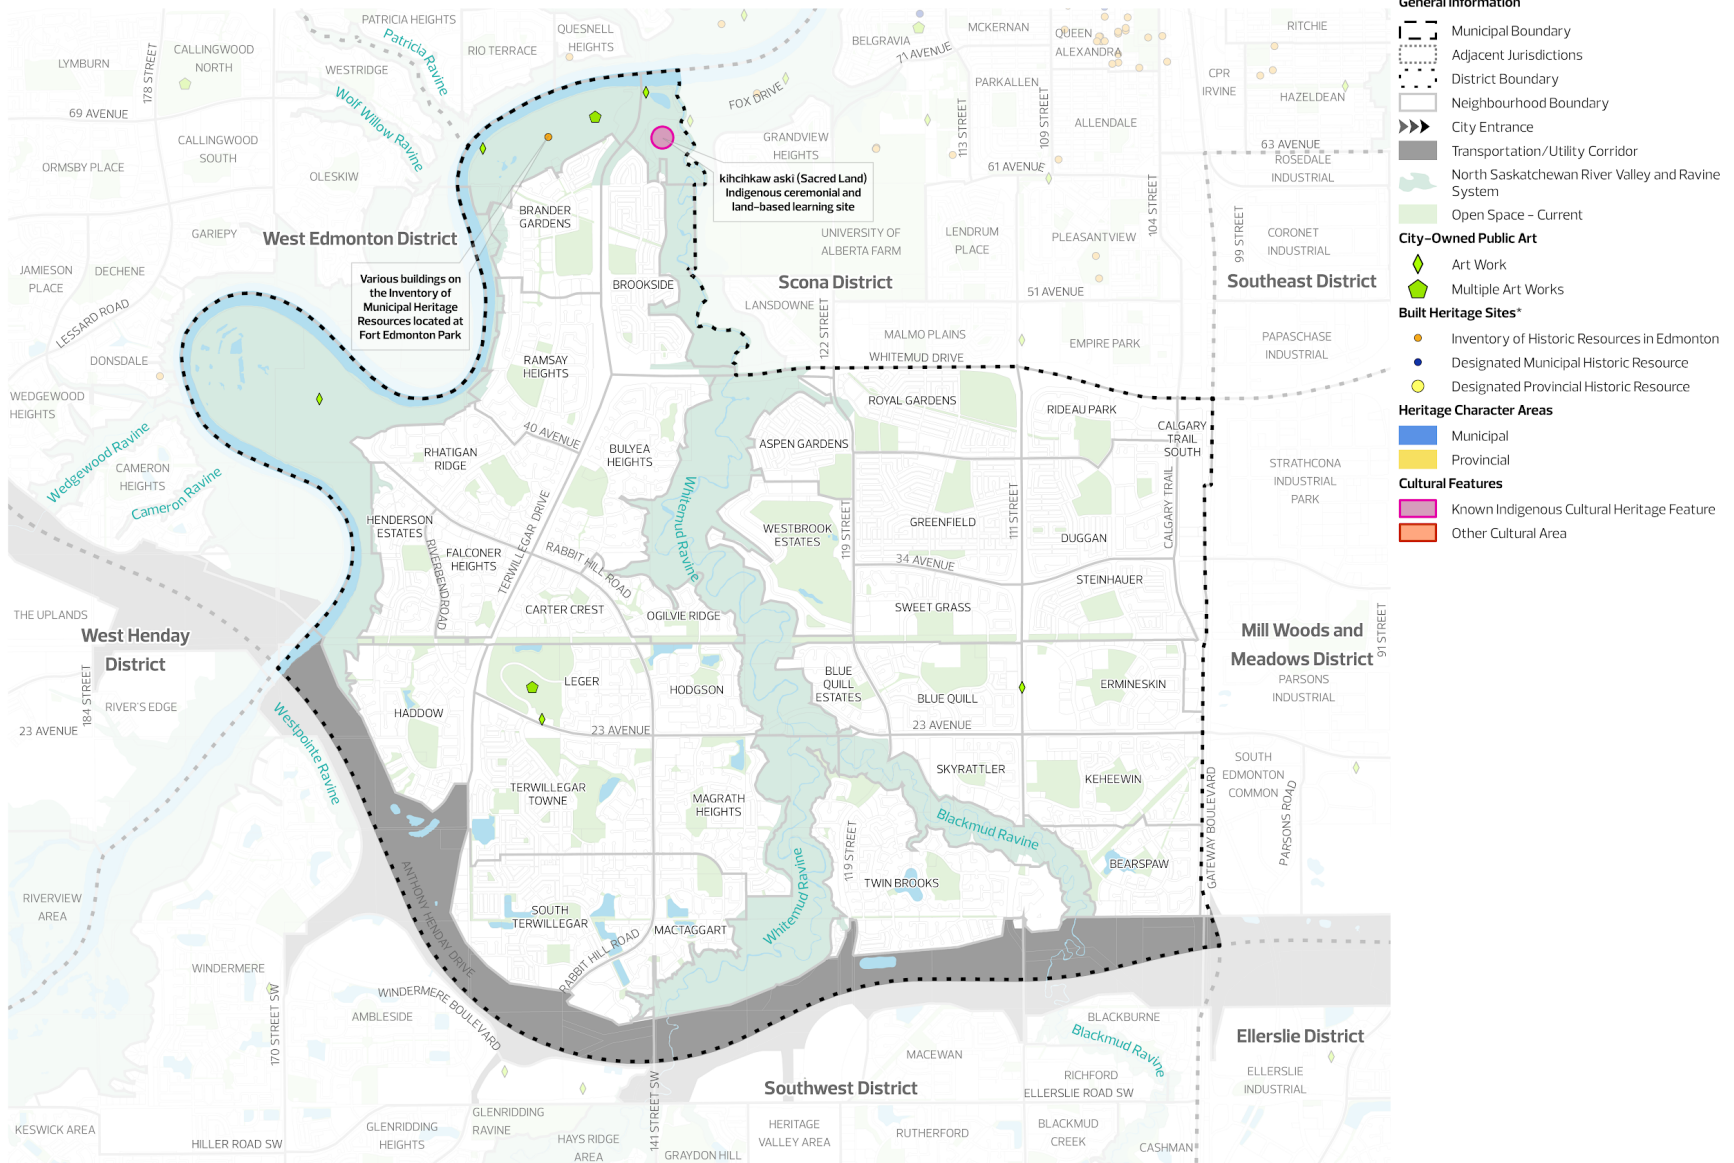 General Information
Municipal Boundary
Adjacent Jurisdictions
District Boundary
Neighbourhood Boundary
City Entrance
Transportation/Utility Corridor
North Saskatchewan River Valley and Ravine
System
Open Space - Current
City-Owned Public Art
Art Work
Multiple Art Works
Built Heritage Sites*
Inventory of Historic Resources in Edmonton
Designated Municipal Historic Resource
Designated Provincial Historic Resource
Heritage Character Areas
Municipal
Provincial
Cultural Features
Known Indigenous Cultural Heritage Feature
Other Cultural Area
PATRICIA HEIGHTS
Patricia Ravine
RIO TERRACE
QUESNELL
HEIGHTS
CALLINGWOOD
NORTH
LYMBURN
178 STREET
WESTRIDGE
Wolf Willow Ravine
69 AVENUE
CALLINGWOOD
SOUTH
ORMSBY PLACE
OLESKIW
GARIEPY
West Edmonton District
JAMIESON
PLACE
DECHENE
LESSARD ROAD
DONSDALE
WEDGEWOOD
HEIGHTS
Wedgewood Ravine
CAMERON
HEIGHTS
Cameron Ravine
BELGRAVIA
71 AVENUE
MCKERNAN
QUEEN
ALEXANDRA
RITCHIE
PARKALLEN
CPR
IRVINE
HAZELDEAN
FOX DRIVE
113 STREET
109 STREET
ALLENDALE
GRANDVIEW
HEIGHTS
61 AVENUE
63 AVENUE
ROSEDALE
INDUSTRIAL
104 STREET
99 STREET
kihcihkaw aski (Sacred Land)
Indigenous ceremonial and
land-based learning site
Various buildings on
the Inventory of
Municipal Heritage
Resources located at
Fort Edmonton Park
UNIVERSITY OF
ALBERTA FARM
LENDRUM
PLACE
PLEASANTVIEW
CORONET
INDUSTRIAL
Scona District
Southeast District
51 AVENUE
LANSDOWNE
122 STREET
MALMO PLAINS
EMPIRE PARK
PAPASCHASE
INDUSTRIAL
WHITEMUD DRIVE
BRANDER
GARDENS
BROOKSIDE
RAMSAY
HEIGHTS
ROYAL GARDENS
RIDEAU PARK
CALGARY
TRAIL
SOUTH
40 AVENUE
RHATIGAN
RIDGE
BULYEA
HEIGHTS
ASPEN GARDENS
STRATHCONA
INDUSTRIAL
PARK
Whitemud Ravine
HENDERSON
ESTATES
RIVERBEND ROAD
FALCONER
HEIGHTS
TERWILLEGAR DRIVE
RABBIT HILL ROAD
WESTBROOK
ESTATES
119 STREET
GREENFIELD
111 STREET
DUGGAN
CALGARY TRAIL
34 AVENUE
STEINHAUER
CARTER CREST
OGILVIE RIDGE
SWEET GRASS
THE UPLANDS
West Henday
District
184 STREET
RIVER'S EDGE
23 AVENUE
Westpointe Ravine
Mill Woods and
Meadows District
PARSONS
INDUSTRIAL
91 STREET
HADDOW
LEGER
HODGSON
BLUE
QUILL
ESTATES
BLUE QUILL
ERMINESKIN
23 AVENUE
23 AVENUE
SKYRATTLER
KEHEEWIN
SOUTH
EDMONTON
COMMON
GATEWAY BOULEVARD
PARSONS ROAD
TERWILLEGAR
TOWNE
MAGRATH
HEIGHTS
Blackmud Ravine
119 STREET
BEARSPAW
TWIN BROOKS
Whitemud Ravine
RIVERVIEW
AREA
ANTHONY HENDAY DRIVE
SOUTH
TERWILLEGAR
MACTAGGART
RABBIT HILL ROAD
WINDERMERE
170 STREET SW
WINDERMERE BOULEVARD
AMBLESIDE
BLACKBURNE
Blackmud Ravine
Ellerslie District
MACEWAN
RICHFORD
ELLERSLIE ROAD SW
ELLERSLIE
INDUSTRIAL
Southwest District
141 STREET SW
KESWICK AREA
HILLER ROAD SW
GLENRIDDING
HEIGHTS
GLENRIDDING
RAVINE
HAYS RIDGE
AREA
GRAYDON HILL
HERITAGE
VALLEY AREA
RUTHERFORD
BLACKMUD
CREEK
CASHMAN